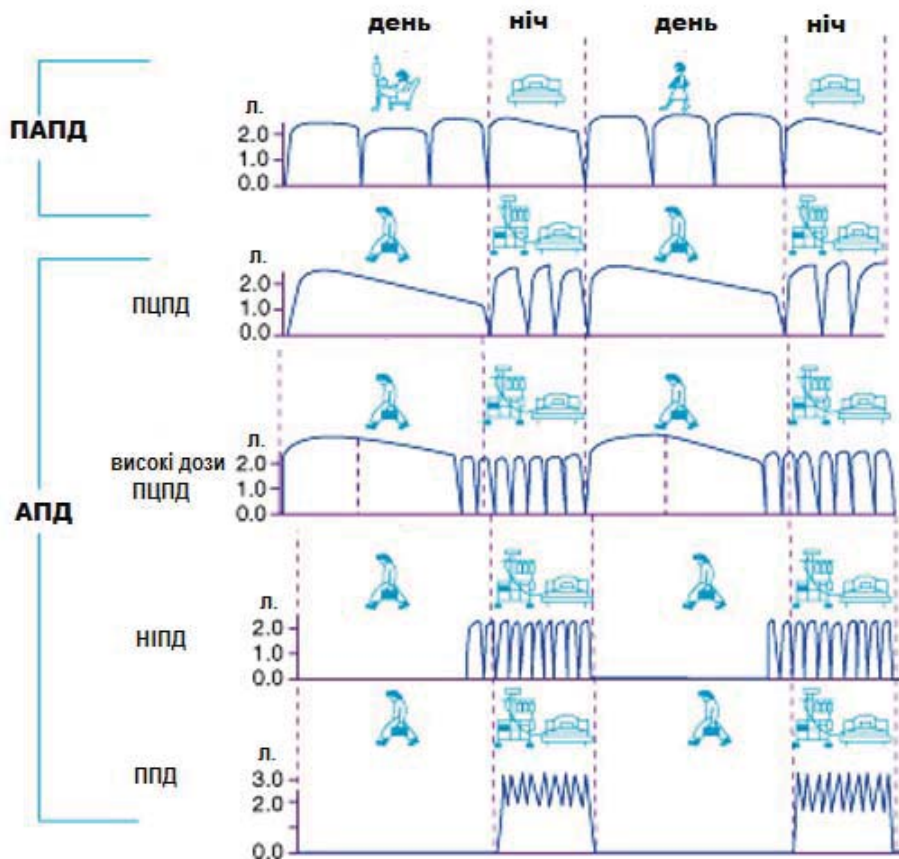 день ніч день ніч
ПАПД
л.
2.0
1.0
0.0
АПД
ПЦПД
л.
2.0
1.0
0.0
високі дози
ПЦПД
л.
2.0
1.0
0.0
НІПД
л.
2.0
1.0
0.0
ППД
л.
3.0
2.0
0.0